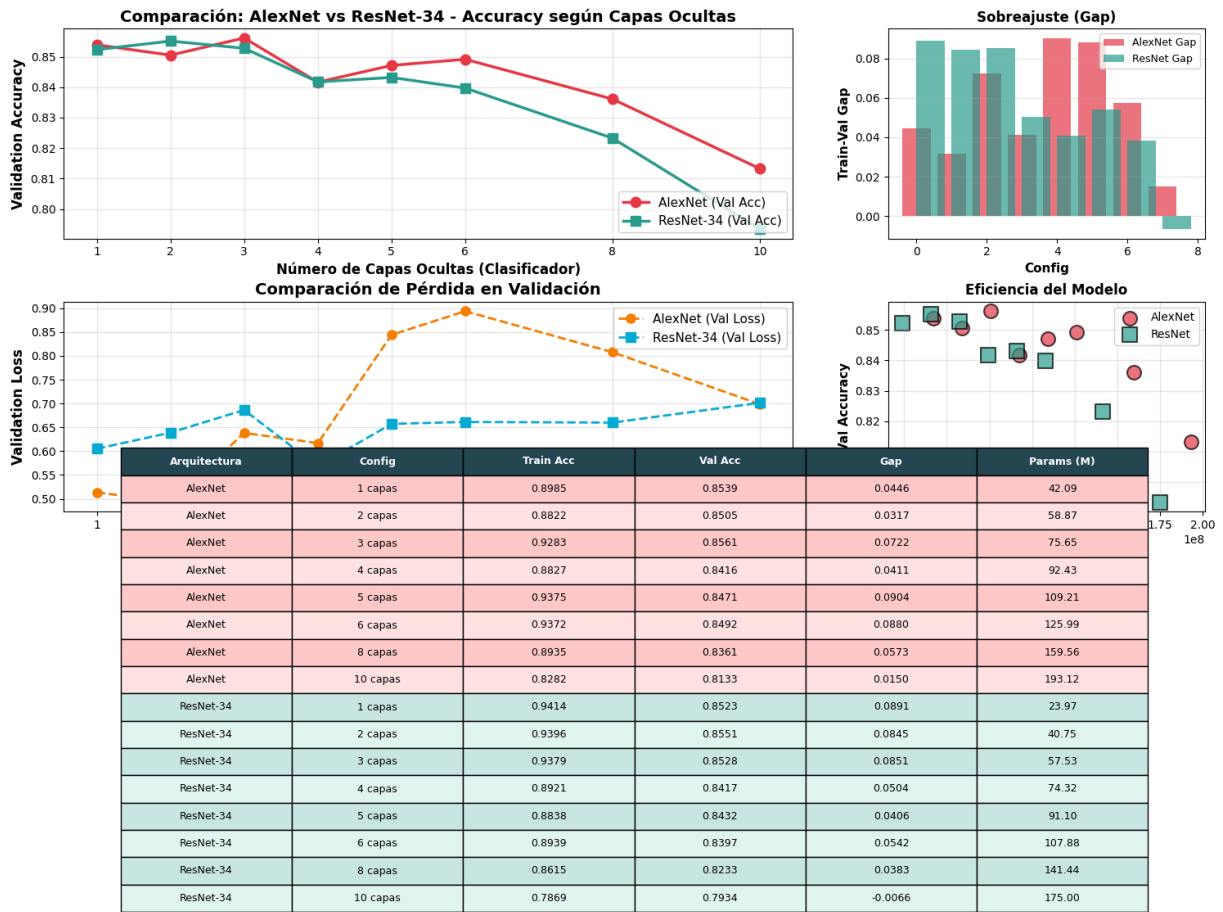 Comparación: AlexNet vs ResNet-34 - Accuracy según Capas Ocultas
Validation Accuracy
0.85
0.84
0.83
0.82
0.81
0.80
AlexNet (Val Acc)
ResNet-34 (Val Acc)
1 2 3 4 5 6 8 10
Número de Capas Ocultas (Clasificador)
Sobreajuste (Gap)
Train-Val Gap
0.08
0.06
0.04
0.02
0.00
AlexNet Gap
ResNet Gap
0 2 4 6 8
Config
Comparación de Pérdida en Validación
Validation Loss
0.90
0.85
0.80
0.75
0.70
0.65
0.60
0.55
0.50
AlexNet (Val Loss)
ResNet-34 (Val Loss)
1
Eficiencia del Modelo
Val Accuracy
0.85
0.84
0.83
0.82
AlexNet
ResNet
1.75 2.00
1e8
Arquitectura Config Train Acc Val Acc Gap Params (M)
AlexNet 1 capas 0.8985 0.8539 0.0446 42.09
AlexNet 2 capas 0.8822 0.8505 0.0317 58.87
AlexNet 3 capas 0.9283 0.8561 0.0722 75.65
AlexNet 4 capas 0.8827 0.8416 0.0411 92.43
AlexNet 5 capas 0.9375 0.8471 0.0904 109.21
AlexNet 6 capas 0.9372 0.8492 0.0880 125.99
AlexNet 8 capas 0.8935 0.8361 0.0573 159.56
AlexNet 10 capas 0.8282 0.8133 0.0150 193.12
ResNet-34 1 capas 0.9414 0.8523 0.0891 23.97
ResNet-34 2 capas 0.9396 0.8551 0.0845 40.75
ResNet-34 3 capas 0.9379 0.8528 0.0851 57.53
ResNet-34 4 capas 0.8921 0.8417 0.0504 74.32
ResNet-34 5 capas 0.8838 0.8432 0.0406 91.10
ResNet-34 6 capas 0.8939 0.8397 0.0542 107.88
ResNet-34 8 capas 0.8615 0.8233 0.0383 141.44
ResNet-34 10 capas 0.7869 0.7934 -0.0066 175.00